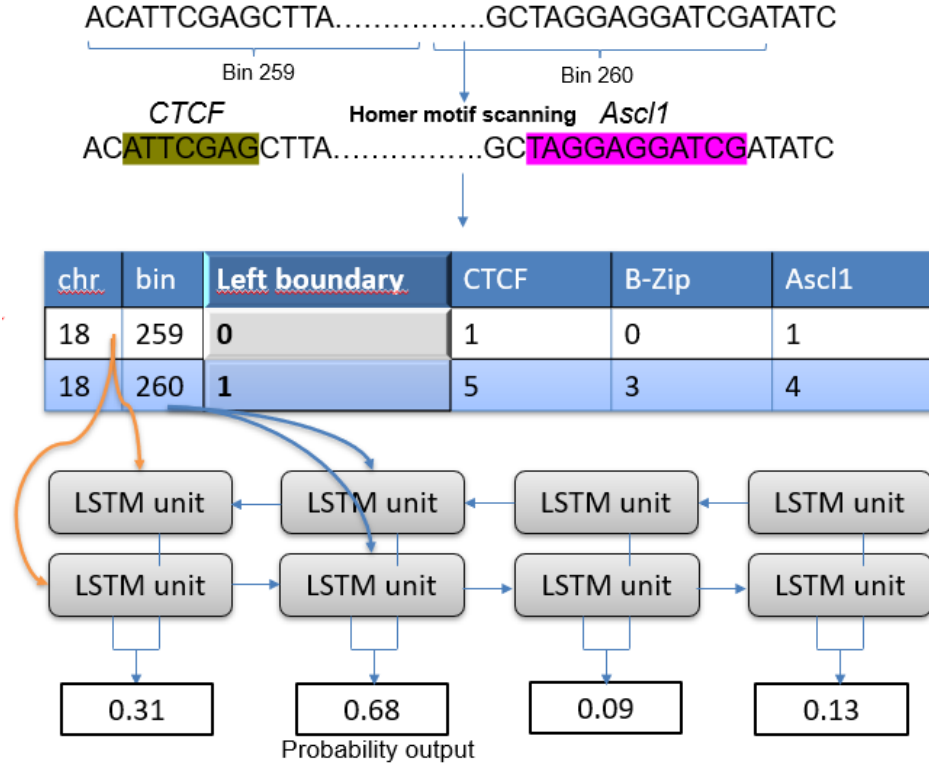 ACATTCGAGCTTA……………..GCTAGGAGGATCGATATC
Bin 259 Bin 260
CTCF Homer motif scanning Ascl1
ACATTCGAGCTTA……………..GCTAGGAGGATCGATATC
chr bin Left boundary CTCF B-Zip Ascl1
18 259 0 1 0 1
18 260 1 5 3 4
LSTM unit LSTM unit LSTM unit LSTM unit
LSTM unit LSTM unit LSTM unit LSTM unit
0.31 0.68 0.09 0.13
Probability output